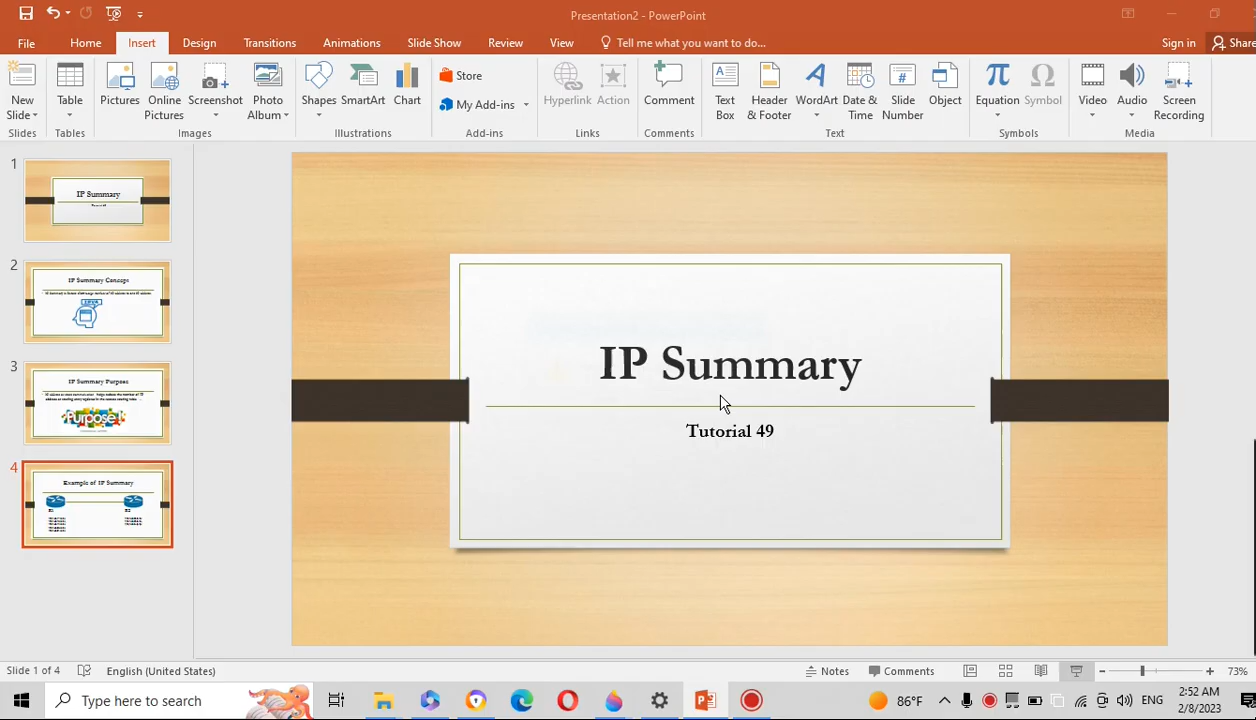 Presentation2 - PowerPoint
File Home Insert Design Transitions Animations Slide Show Review View Tell me what you want to do... Sign in Share
New Slide Table Pictures Online Pictures Screenshot Photo Album Shapes SmartArt Chart Store My Add-ins Hyperlink Action Comment Text Box Header & Footer WordArt Date & Time Slide Number Object Equation Symbol Video Audio Screen Recording
Slides Tables Images Illustrations Add-ins Links Comments Text Symbols Media
1
IP Summary
2
IP Summary Concept
3
IP Summary Purpose
Purpose!
4
Example of IP Summary
IP Summary
Tutorial 49
Slide 1 of 4 English (United States) Notes Comments 73%
Type here to search 86°F ENG 2:52 AM
2/8/2023